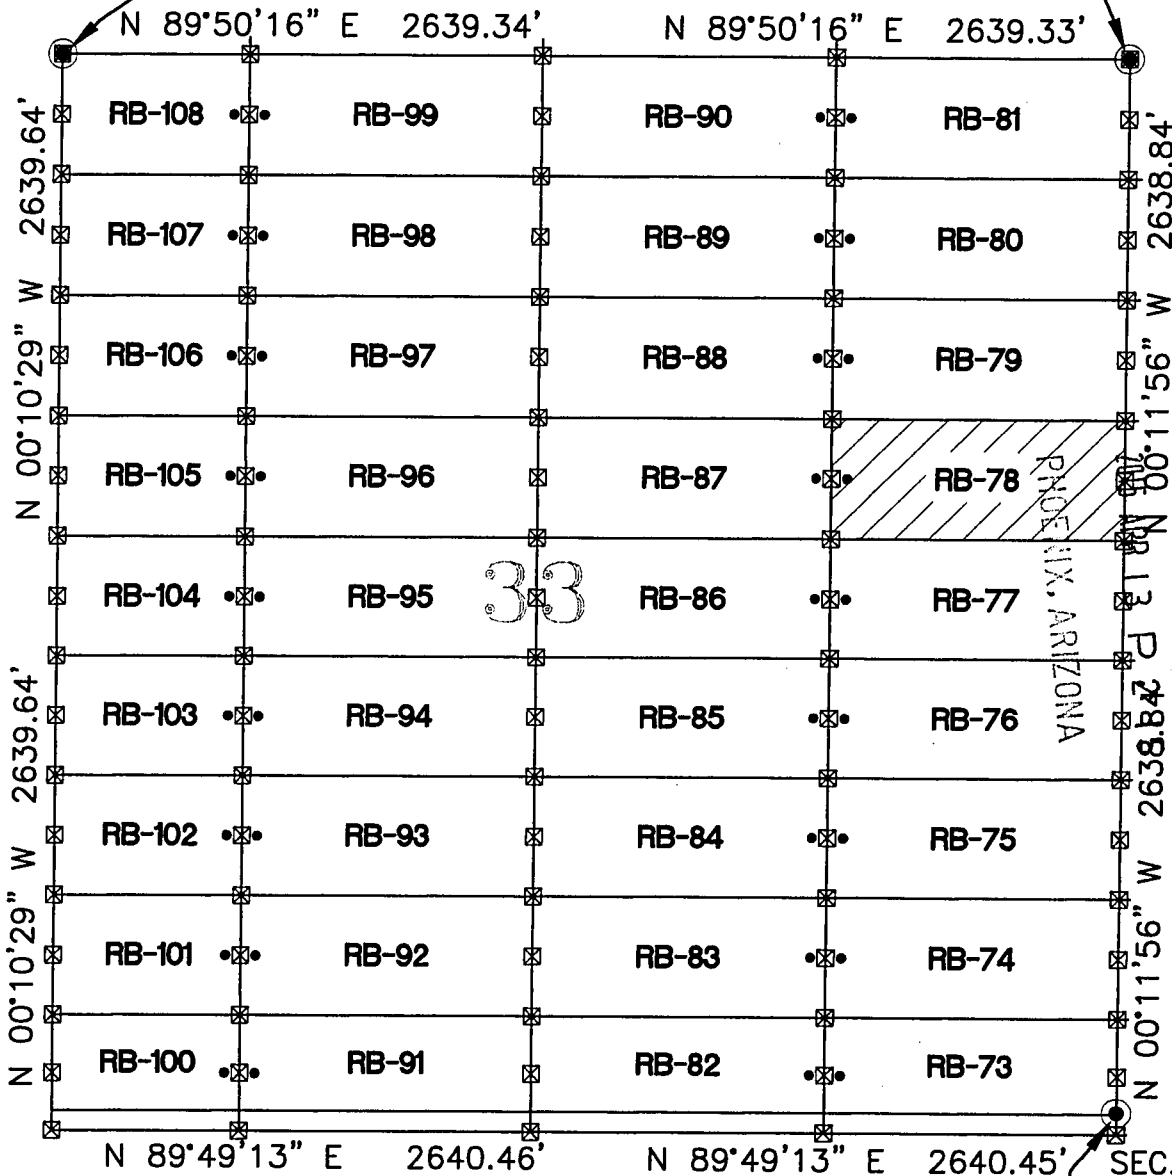 N 89°50'16" E 2639.34' N 89°50'16" E 2639.33'
RB-108 RB-99 RB-90 RB-81
2639.64'
2638.84'
RB-107 RB-98 RB-89 RB-80
N 00°10'29" W
N 00°11'56" W
RB-106 RB-97 RB-88 RB-79
RB-105 RB-96 RB-87 RB-78
PHOENIX, ARIZONA
APR 13 P
RB-104 RB-95 33 RB-86 RB-77
RB-103 RB-94 RB-85 RB-76
2639.64'
2638.84'
RB-102 RB-93 RB-84 RB-75
N 00°10'29" W
N 00°11'56" W
RB-101 RB-92 RB-83 RB-74
RB-100 RB-91 RB-82 RB-73
N 89°49'13" E 2640.46' N 89°49'13" E 2640.45' SEC.